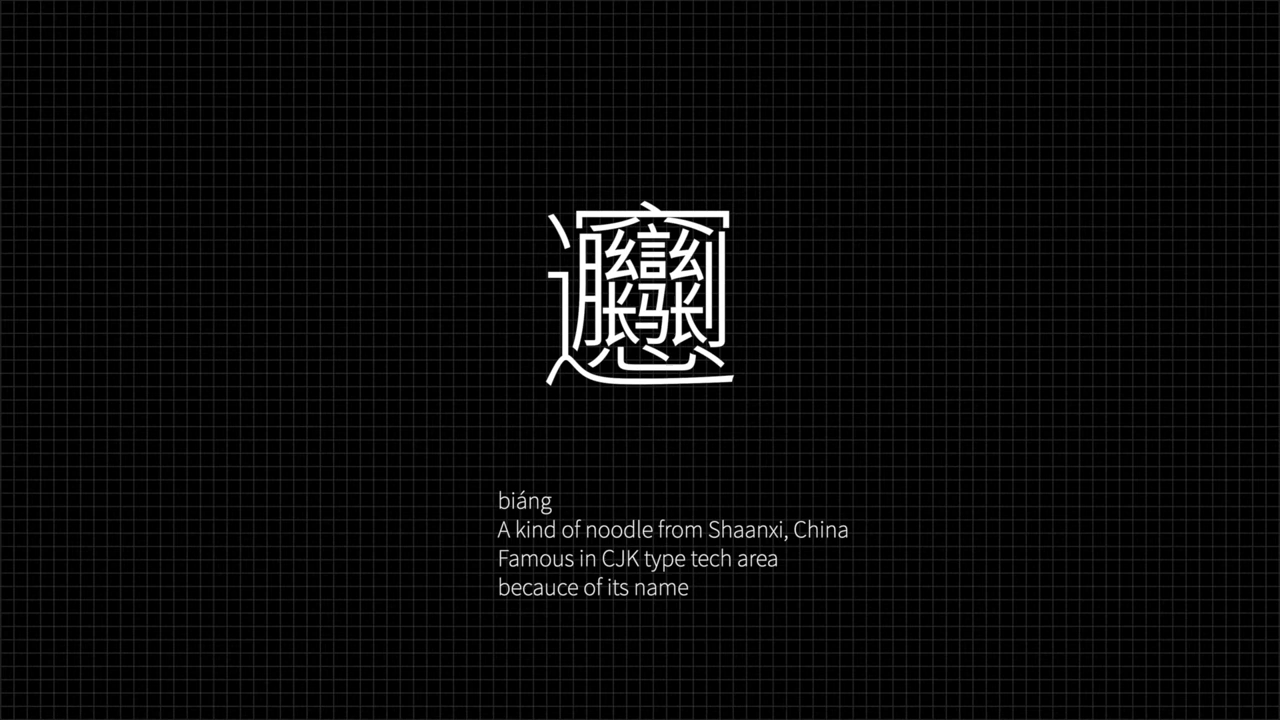 𰻝
biáng
A kind of noodle from Shaanxi, China
Famous in CJK type tech area
becauce of its name